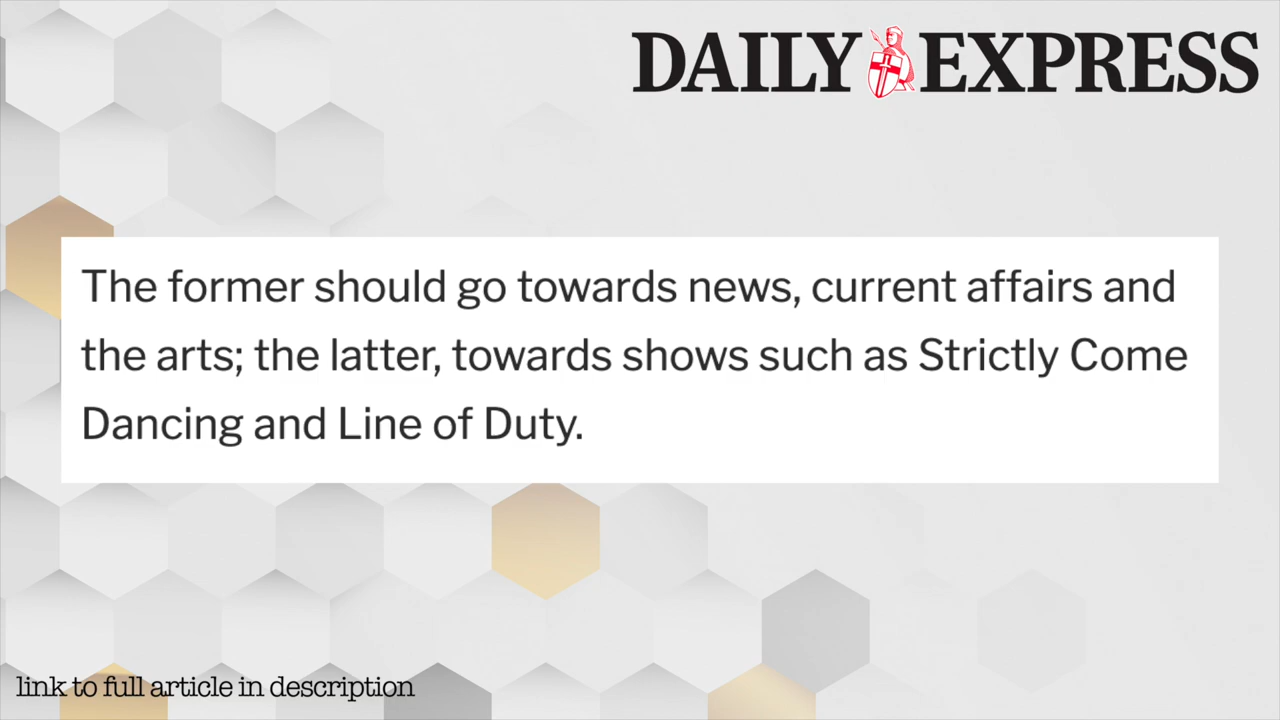 DAILY EXPRESS
The former should go towards news, current affairs and
the arts; the latter, towards shows such as Strictly Come
Dancing and Line of Duty.
link to full article in description